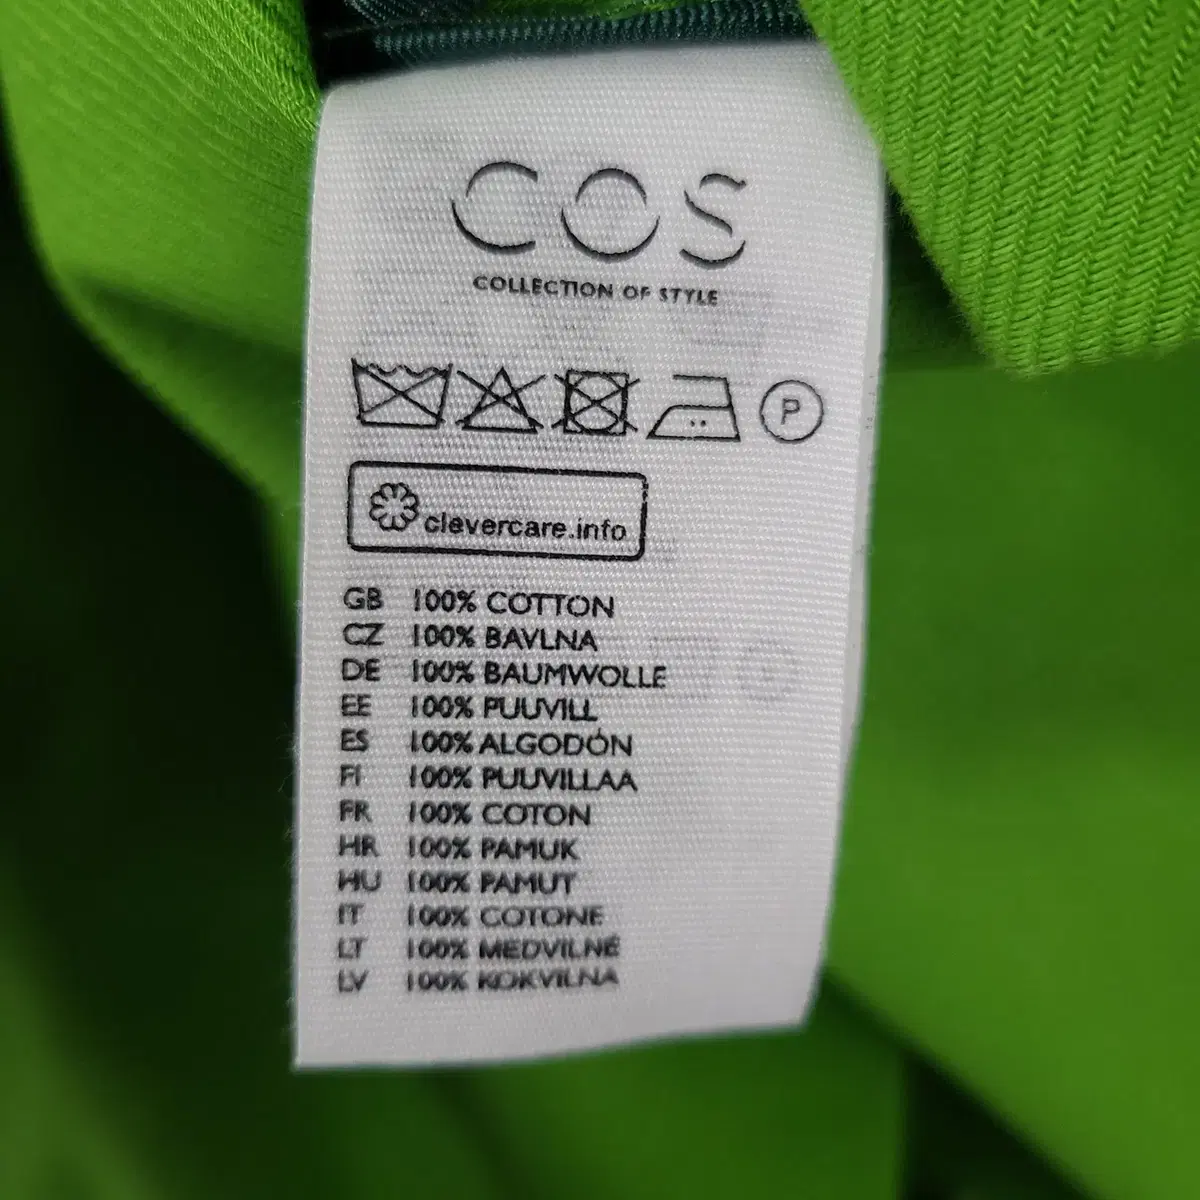 COS
COLLECTION OF STYLE
P
clevercare.info
GB 100% COTTON
CZ 100% BAVLNA
DE 100% BAUMWOLLE
EE 100% PUUVILL
ES 100% ALGODÓN
FI 100% PUUVILLAA
FR 100% COTON
HR 100% PAMUK
HU 100% PAMUT
IT 100% COTONE
LT 100% MEDVILNĖ
LV 100% KOKVILNA